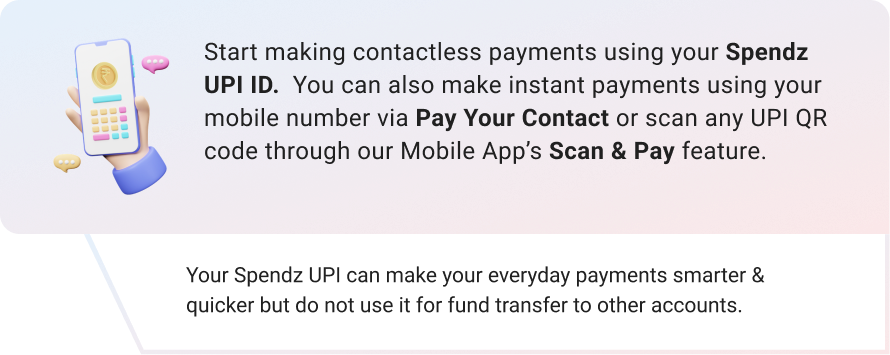 Start making contactless payments using your Spendz
UPI ID.  You can also make instant payments using your
mobile number via Pay Your Contact or scan any UPI QR
code through our Mobile App’s Scan & Pay feature.
Your Spendz UPI can make your everyday payments smarter &
quicker but do not use it for fund transfer to other accounts.